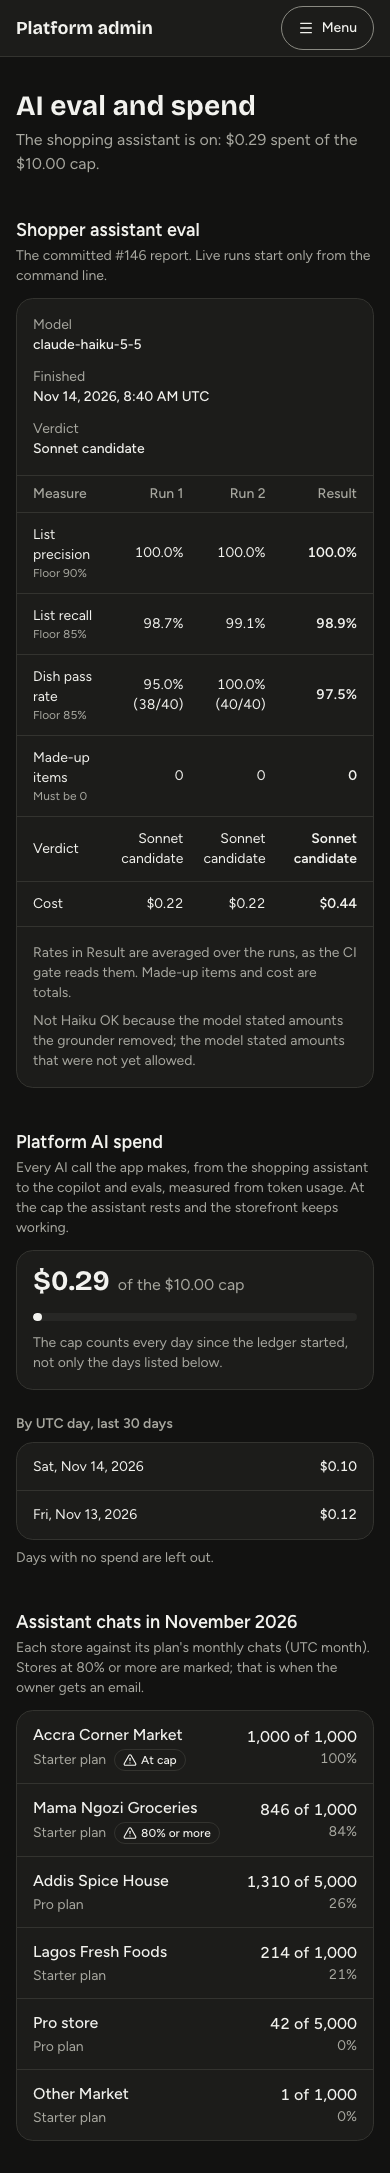 Platform admin
Menu
AI eval and spend
The shopping assistant is on: $0.29 spent of the
$10.00 cap.
Shopper assistant eval
The committed #146 report. Live runs start only from the
command line.
Model
claude-haiku-5-5
Finished
Nov 14, 2026, 8:40 AM UTC
Verdict
Sonnet candidate
Measure Run 1 Run 2 Result
List
precision
Floor 90%
100.0% 100.0% 100.0%
List recall
Floor 85%
98.7% 99.1% 98.9%
Dish pass
rate
Floor 85%
95.0%
(38/40)
100.0%
(40/40)
97.5%
Made-up
items
Must be 0
0 0 0
Verdict
Sonnet
candidate
Sonnet
candidate
Sonnet
candidate
Cost $0.22 $0.22 $0.44
Rates in Result are averaged over the runs, as the CI
gate reads them. Made-up items and cost are
totals.
Not Haiku OK because the model stated amounts
the grounder removed; the model stated amounts
that were not yet allowed.
Platform AI spend
Every AI call the app makes, from the shopping assistant
to the copilot and evals, measured from token usage. At
the cap the assistant rests and the storefront keeps
working.
$0.29 of the $10.00 cap
The cap counts every day since the ledger started,
not only the days listed below.
By UTC day, last 30 days
Sat, Nov 14, 2026 $0.10
Fri, Nov 13, 2026 $0.12
Days with no spend are left out.
Assistant chats in November 2026
Each store against its plan's monthly chats (UTC month).
Stores at 80% or more are marked; that is when the
owner gets an email.
Accra Corner Market 1,000 of 1,000
Starter plan At cap 100%
Mama Ngozi Groceries 846 of 1,000
Starter plan 80% or more 84%
Addis Spice House 1,310 of 5,000
Pro plan 26%
Lagos Fresh Foods 214 of 1,000
Starter plan 21%
Pro store 42 of 5,000
Pro plan 0%
Other Market 1 of 1,000
Starter plan 0%